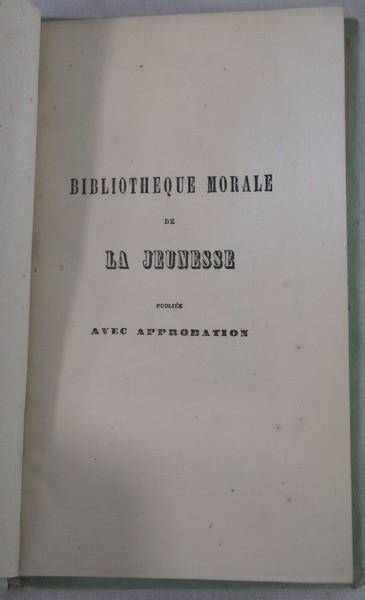 BIBLIOTHEQUE MORALE
DE
LA JEUNESSE
PUBLIÉE
AVEC APPROBATION